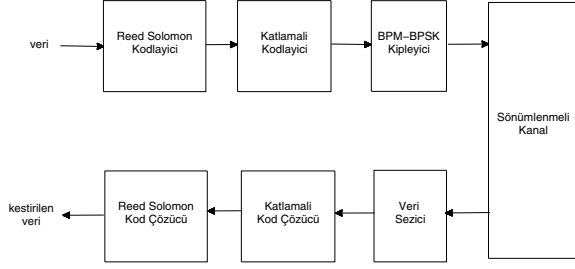 veri
Reed Solomon
Kodlayici
Katlamali
Kodlayici
BPM−BPSK
Kipleyici
Sönümlenmeli
Kanal
kestirilen
veri
Reed Solomon
Kod Çözücü
Katlamali
Kod Çözücü
Veri
Sezici